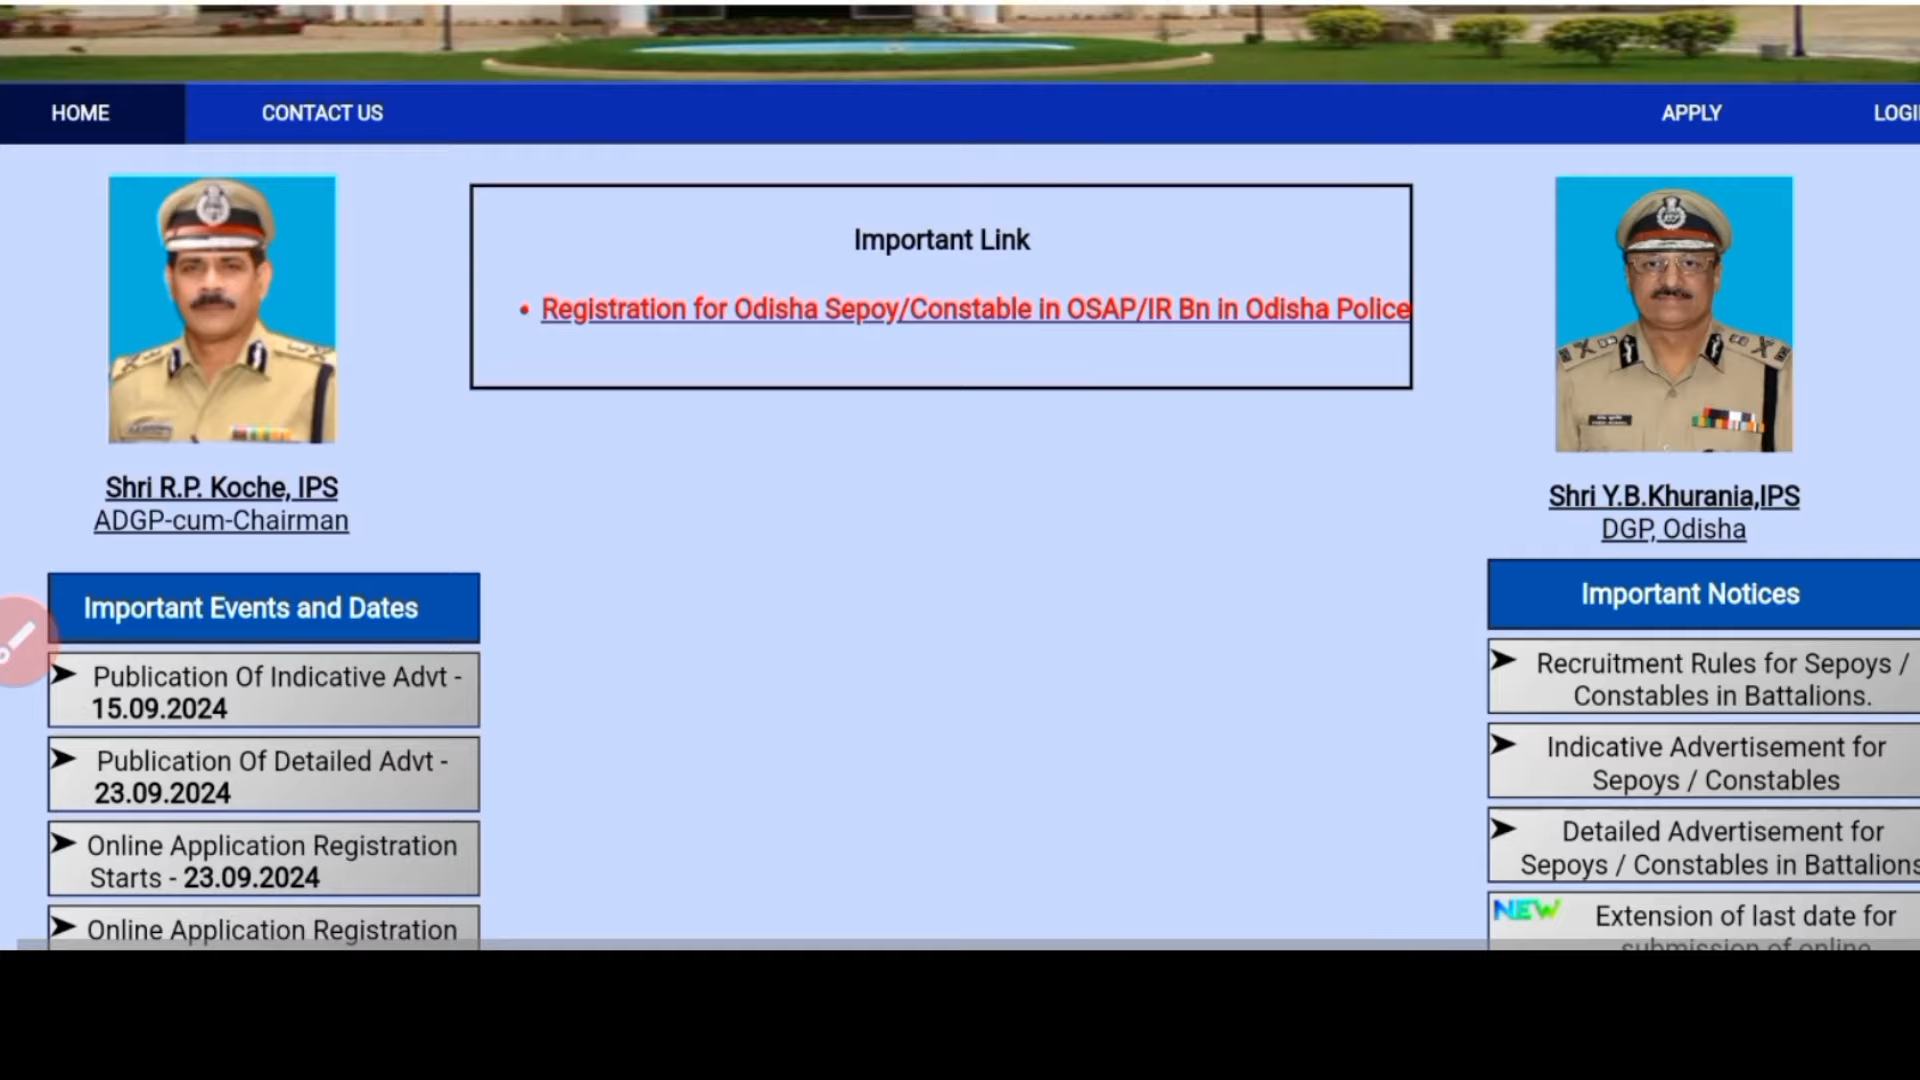 HOME
CONTACT US
APPLY
Important Link
• Registration for Odisha Sepoy/Constable in OSAP/IR Bn in Odisha Police
Shri R.P. Koche, IPS
ADGP-cum-Chairman
Shri Y.B.Khurania,IPS
DGP, Odisha
Important Events and Dates
➤ Publication Of Indicative Advt -
15.09.2024
➤ Publication Of Detailed Advt -
23.09.2024
➤ Online Application Registration
Starts - 23.09.2024
➤ Online Application Registration
Important Notices
➤ Recruitment Rules for Sepoys /
Constables in Battalions.
➤ Indicative Advertisement for
Sepoys / Constables
➤ Detailed Advertisement for
Sepoys / Constables in Battalions
NEW Extension of last date for
submission of online